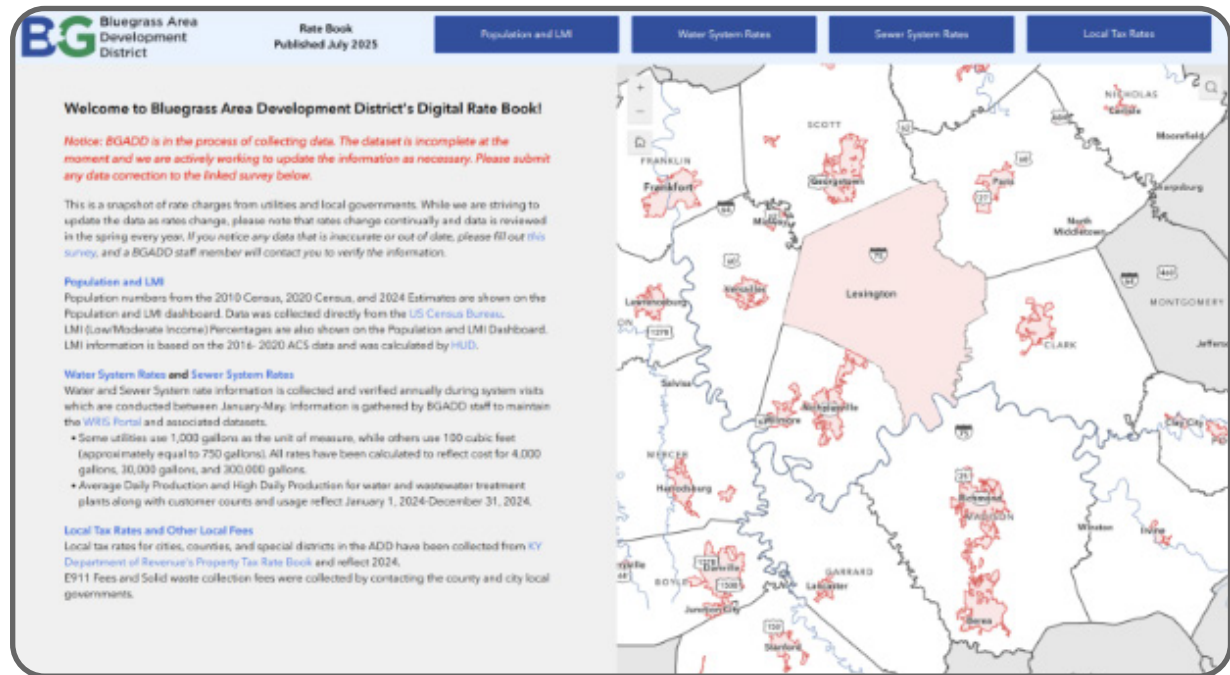 B&G
Bluegrass Area
Development
District
Rate Book
Published July 2025
Population and LMI
Water System Rates
Sewer System Rates
Local Tax Rates
Welcome to Bluegrass Area Development District's Digital Rate Book!
Notice: BGADD is in the process of collecting data. The dataset is incomplete at the
moment and we are actively working to update the information as necessary. Please submit
any data correction to the linked survey below.
This is a snapshot of rate charges from utilities and local governments. While we are striving to
update the data as rates change, please note that rates change continually and data is reviewed
in the spring every year. If you notice any data that is inaccurate or out of date, please fill out this
survey, and a BGADD staff member will contact you to verify the information.
Population and LMI
Population numbers from the 2010 Census, 2020 Census, and 2024 Estimates are shown on the
Population and LMI dashboard. Data was collected directly from the US Census Bureau.
LMI (Low/Moderate Income) Percentages are also shown on the Population and LMI Dashboard.
LMI information is based on the 2016- 2020 ACS data and was calculated by HUD.
Water System Rates and Sewer System Rates
Water and Sewer System rate information is collected and verified annually during system visits
which are conducted between January-May. Information is gathered by BGADD staff to maintain
the WRIS Portal and associated datasets.
• Some utilities use 1,000 gallons as the unit of measure, while others use 100 cubic feet
(approximately equal to 750 gallons). All rates have been calculated to reflect cost for 4,000
gallons, 30,000 gallons, and 300,000 gallons.
• Average Daily Production and High Daily Production for water and wastewater treatment
plants along with customer counts and usage reflect January 1, 2024-December 31, 2024.
Local Tax Rates and Other Local Fees
Local tax rates for cities, counties, and special districts in the ADD have been collected from KY
Department of Revenue's Property Tax Rate Book and reflect 2024.
E911 Fees and Solid waste collection fees were collected by contacting the county and city local
governments.
+
−
NICHOLAS
Carlisle
Moorefield
SCOTT
62
68
FRANKLIN
Georgetown
Paris
Frankfort
27
Sharpsburg
64
Midway
North
Middletown
75
60
64
460
Versailles
Lexington
Lawrenceburg
MONTGOMERY
CLARK
Salvisa
Nicholasville
Wilmore
75
Clay City
MERCER
25
Harrodsburg
Richmond
MADISON
Winston
Irvine
Danville
GARRARD
BOYLE
Lancaster
Junction City
Berea
150
Stanford